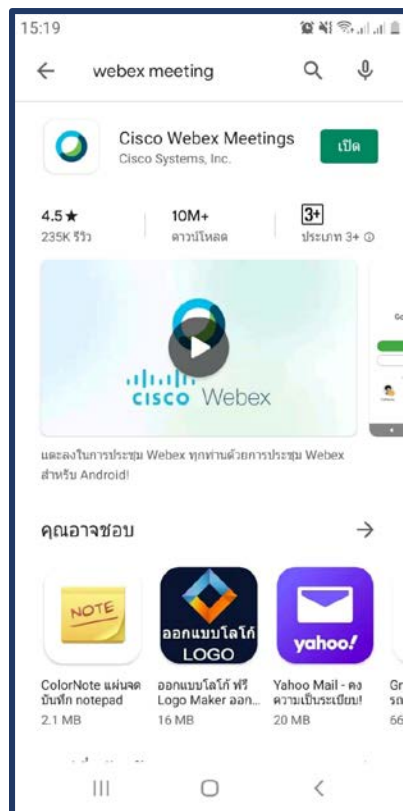 15:19
webex meeting
Cisco Webex Meetings
Cisco Systems, Inc.
เปิด
4.5★
10M+
3+
235K รีวิว
ดาวน์โหลด
ประเภท 3+
CISCO Webex
แตะลงในการประชุม Webex ทุกท่านด้วยการประชุม Webex
สำหรับ Android!
คุณอาจชอบ
NOTE
ออกแบบโลโก้
LOGO
yahoo!
ColorNote แผ่นจด
บันทึก notepad
2.1 MB
ออกแบบโลโก้ ฟรี
Logo Maker ออก...
16 MB
Yahoo Mail - คง
ความเป็นระเบียบ!
20 MB
66